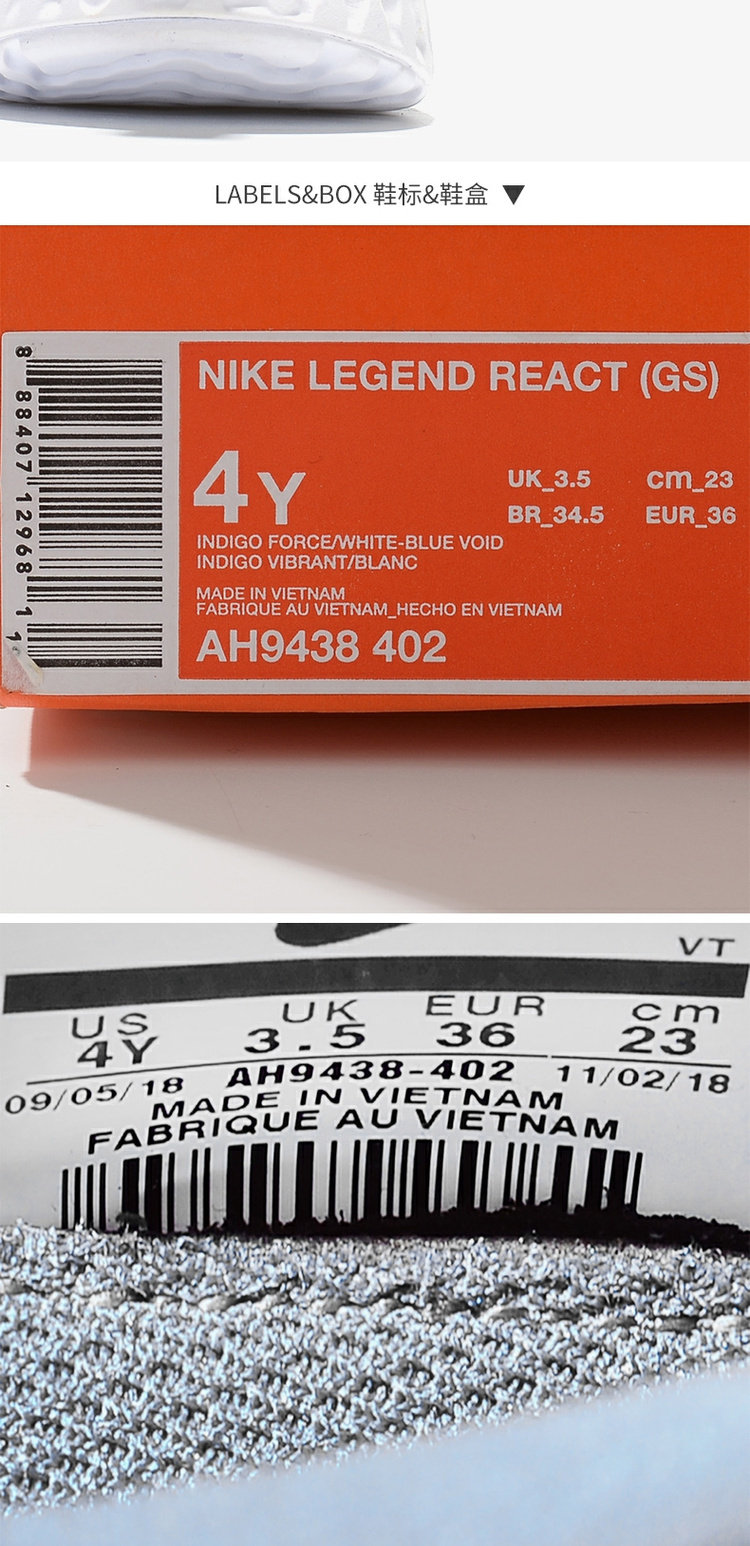 LABELS&BOX 鞋标&鞋盒 ▼
NIKE LEGEND REACT (GS)
4Y
UK_3.5 cm_23
BR_34.5 EUR_36
INDIGO FORCE/WHITE-BLUE VOID
INDIGO VIBRANT/BLANC
MADE IN VIETNAM
FABRIQUE AU VIETNAM_HECHO EN VIETNAM
AH9438 402
8 88407 12968 1 1
VT
US UK EUR cm
4Y 3.5 36 23
09/05/18 AH9438-402 11/02/18
MADE IN VIETNAM
FABRIQUE AU VIETNAM